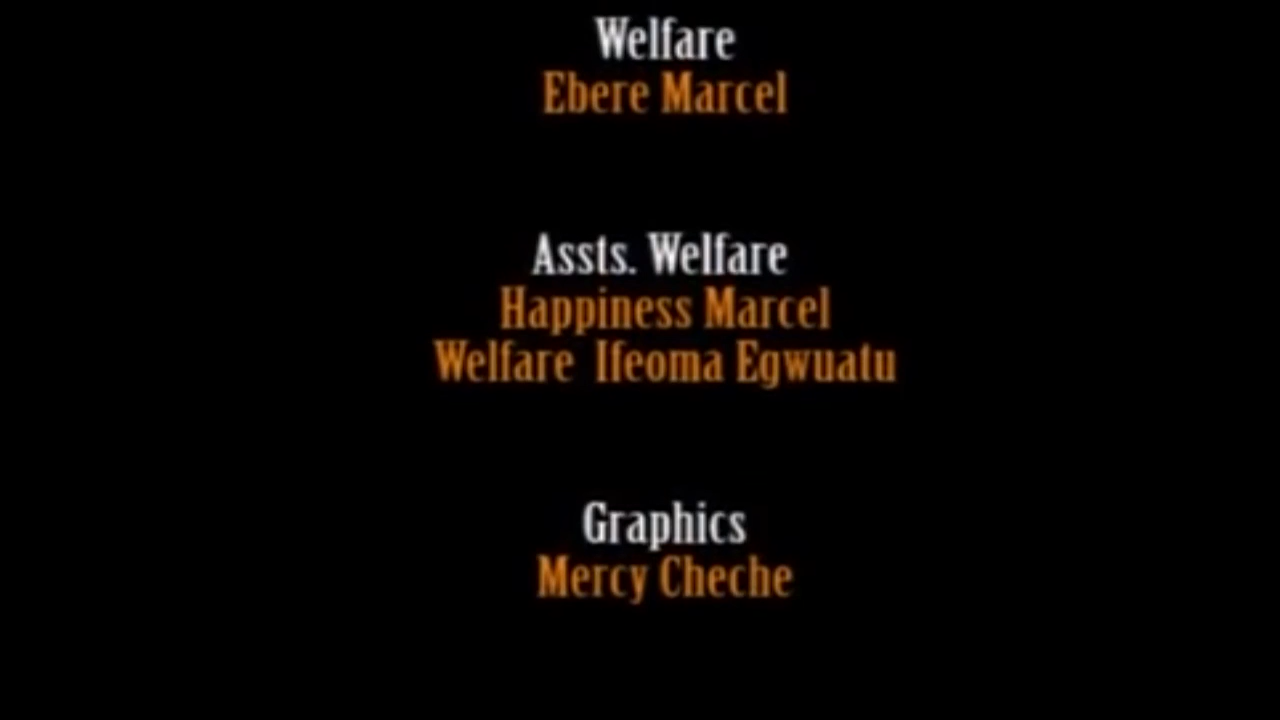 Welfare
Ebere Marcel
Assts. Welfare
Happiness Marcel
Welfare Ifeoma Egwuatu
Graphics
Mercy Cheche